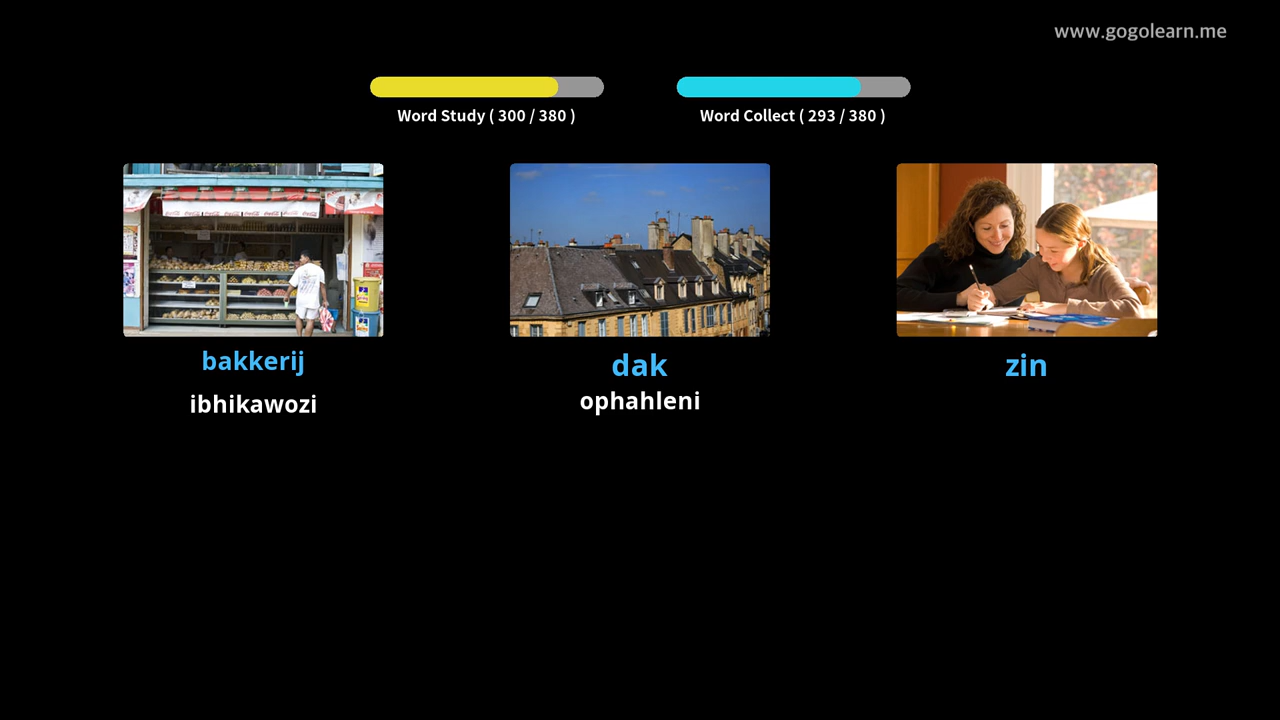 www.gogolearn.me
Word Study ( 300 / 380 )
Word Collect ( 293 / 380 )
bakkerij
dak
zin
ibhikawozi
ophahleni